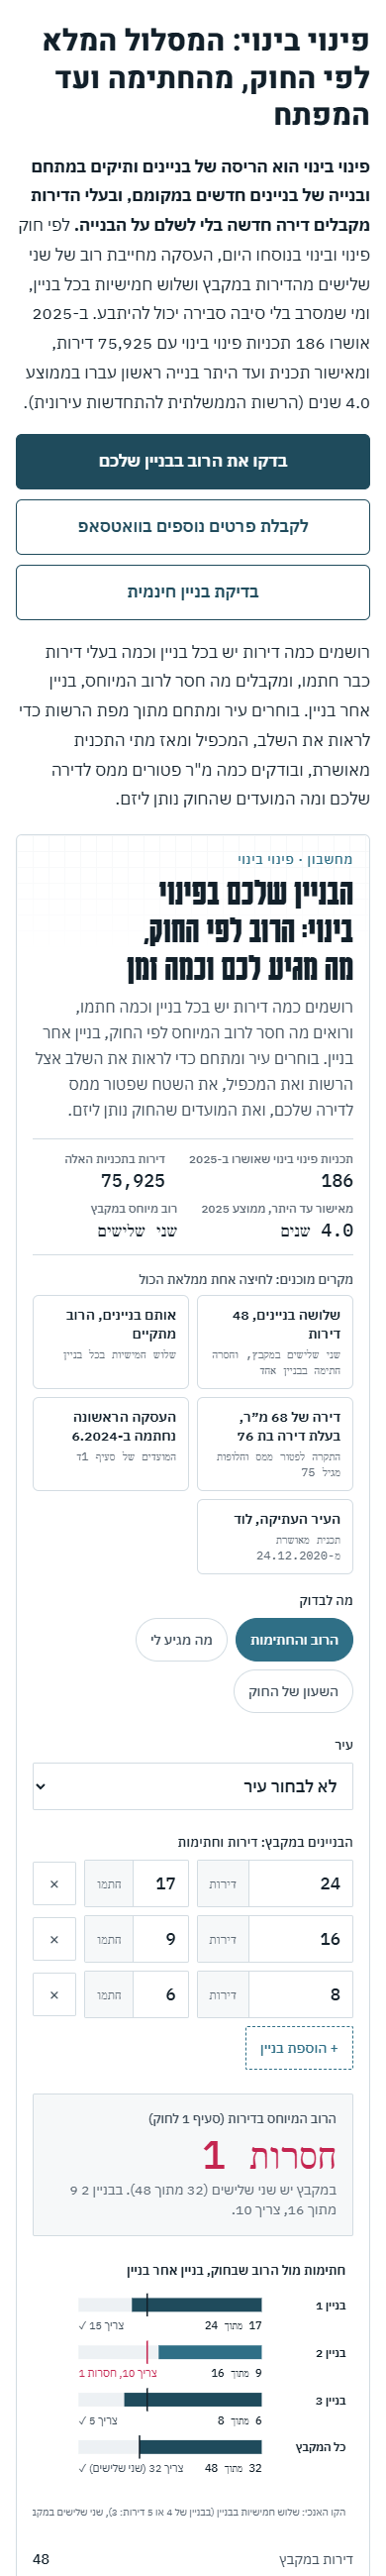 פינוי בינוי: המסלול המלא
לפי החוק, מהחתימה ועד
המפתח
פינוי בינוי הוא הריסה של בניינים ותיקים במתחם
ובנייה של בניינים חדשים במקומם, ובעלי הדירות
מקבלים דירה חדשה בלי לשלם על הבנייה. לפי חוק
פינוי ובינוי בנוסחו היום, העסקה מחייבת רוב של שני
שלישים מהדירות במקבץ ושלוש חמישיות בכל בניין,
ומי שמסרב בלי סיבה סבירה יכול להיתבע. ב-2025
אושרו 186 תכניות פינוי בינוי עם 75,925 דירות,
ומאישור תכנית ועד היתר בנייה ראשון עברו בממוצע
4.0 שנים (הרשות הממשלתית להתחדשות עירונית).
בדקו את הרוב בבניין שלכם
לקבלת פרטים נוספים בוואטסאפ
בדיקת בניין חינמית
רושמים כמה דירות יש בכל בניין וכמה בעלי דירות
כבר חתמו, ומקבלים מה חסר לרוב המיוחס, בניין
אחר בניין. בוחרים עיר ומתחם מתוך מפת הרשות כדי
לראות את השלב, המכפיל ומאז מתי התכנית
מאושרת, ובודקים כמה מ"ר פטורים ממס לדירה
שלכם ומה המועדים שהחוק נותן ליזם.
מחשבון · פינוי בינוי
הבניין שלכם בפינוי
בינוי: הרוב לפי החוק,
מה מגיע לכם וכמה זמן
רושמים כמה דירות יש בכל בניין וכמה חתמו,
ורואים מה חסר לרוב המיוחס לפי החוק, בניין אחר
בניין. בוחרים עיר ומתחם כדי לראות את השלב אצל
הרשות ואת המכפיל, את השטח שפטור ממס
לדירה שלכם, ואת המועדים שהחוק נותן ליזם.
תכניות פינוי בינוי שאושרו ב-2025
186
דירות בתכניות האלה
75,925
מאישור עד היתר, ממוצע 2025
4.0 שנים
רוב מיוחס במקבץ
שני שלישים
מקרים מוכנים: לחיצה אחת ממלאת הכול
שלושה בניינים, 48
דירות
שני שלישים במקבץ, וחסרה
חתימה בבניין אחד
אותם בניינים, הרוב
מתקיים
שלוש חמישיות בכל בניין
דירה של 68 מ״ר,
בעלת דירה בת 76
התקרה לפטור ממס וחלופות
מגיל 75
העסקה הראשונה
נחתמה ב-6.2024
המועדים של סעיף 1ד
העיר העתיקה, לוד
תכנית מאושרת
מ-24.12.2020
מה לבדוק
הרוב והחתימות
מה מגיע לי
השעון של החוק
עיר
לא לבחור עיר
הבניינים במקבץ: דירות וחתימות
24 דירות 17 חתמו ×
16 דירות 9 חתמו ×
8 דירות 6 חתמו ×
+ הוספת בניין
הרוב המיוחס בדירות (סעיף 1 לחוק)
חסרות 1
במקבץ יש שני שלישים (32 מתוך 48). בבניין 2 9
מתוך 16, צריך 10.
חתימות מול הרוב שבחוק, בניין אחר בניין
בניין 1
17 מתוך 24 צריך 15 ✓
בניין 2
9 מתוך 16 צריך 10, חסרות 1
בניין 3
6 מתוך 8 צריך 5 ✓
כל המקבץ
32 מתוך 48 צריך 32 (שני שלישים) ✓
הקו האנכי: שלוש חמישיות בבניין (בבניין של 4 או 5 דירות: 3), שני שלישים במקב
דירות במקבץ 48